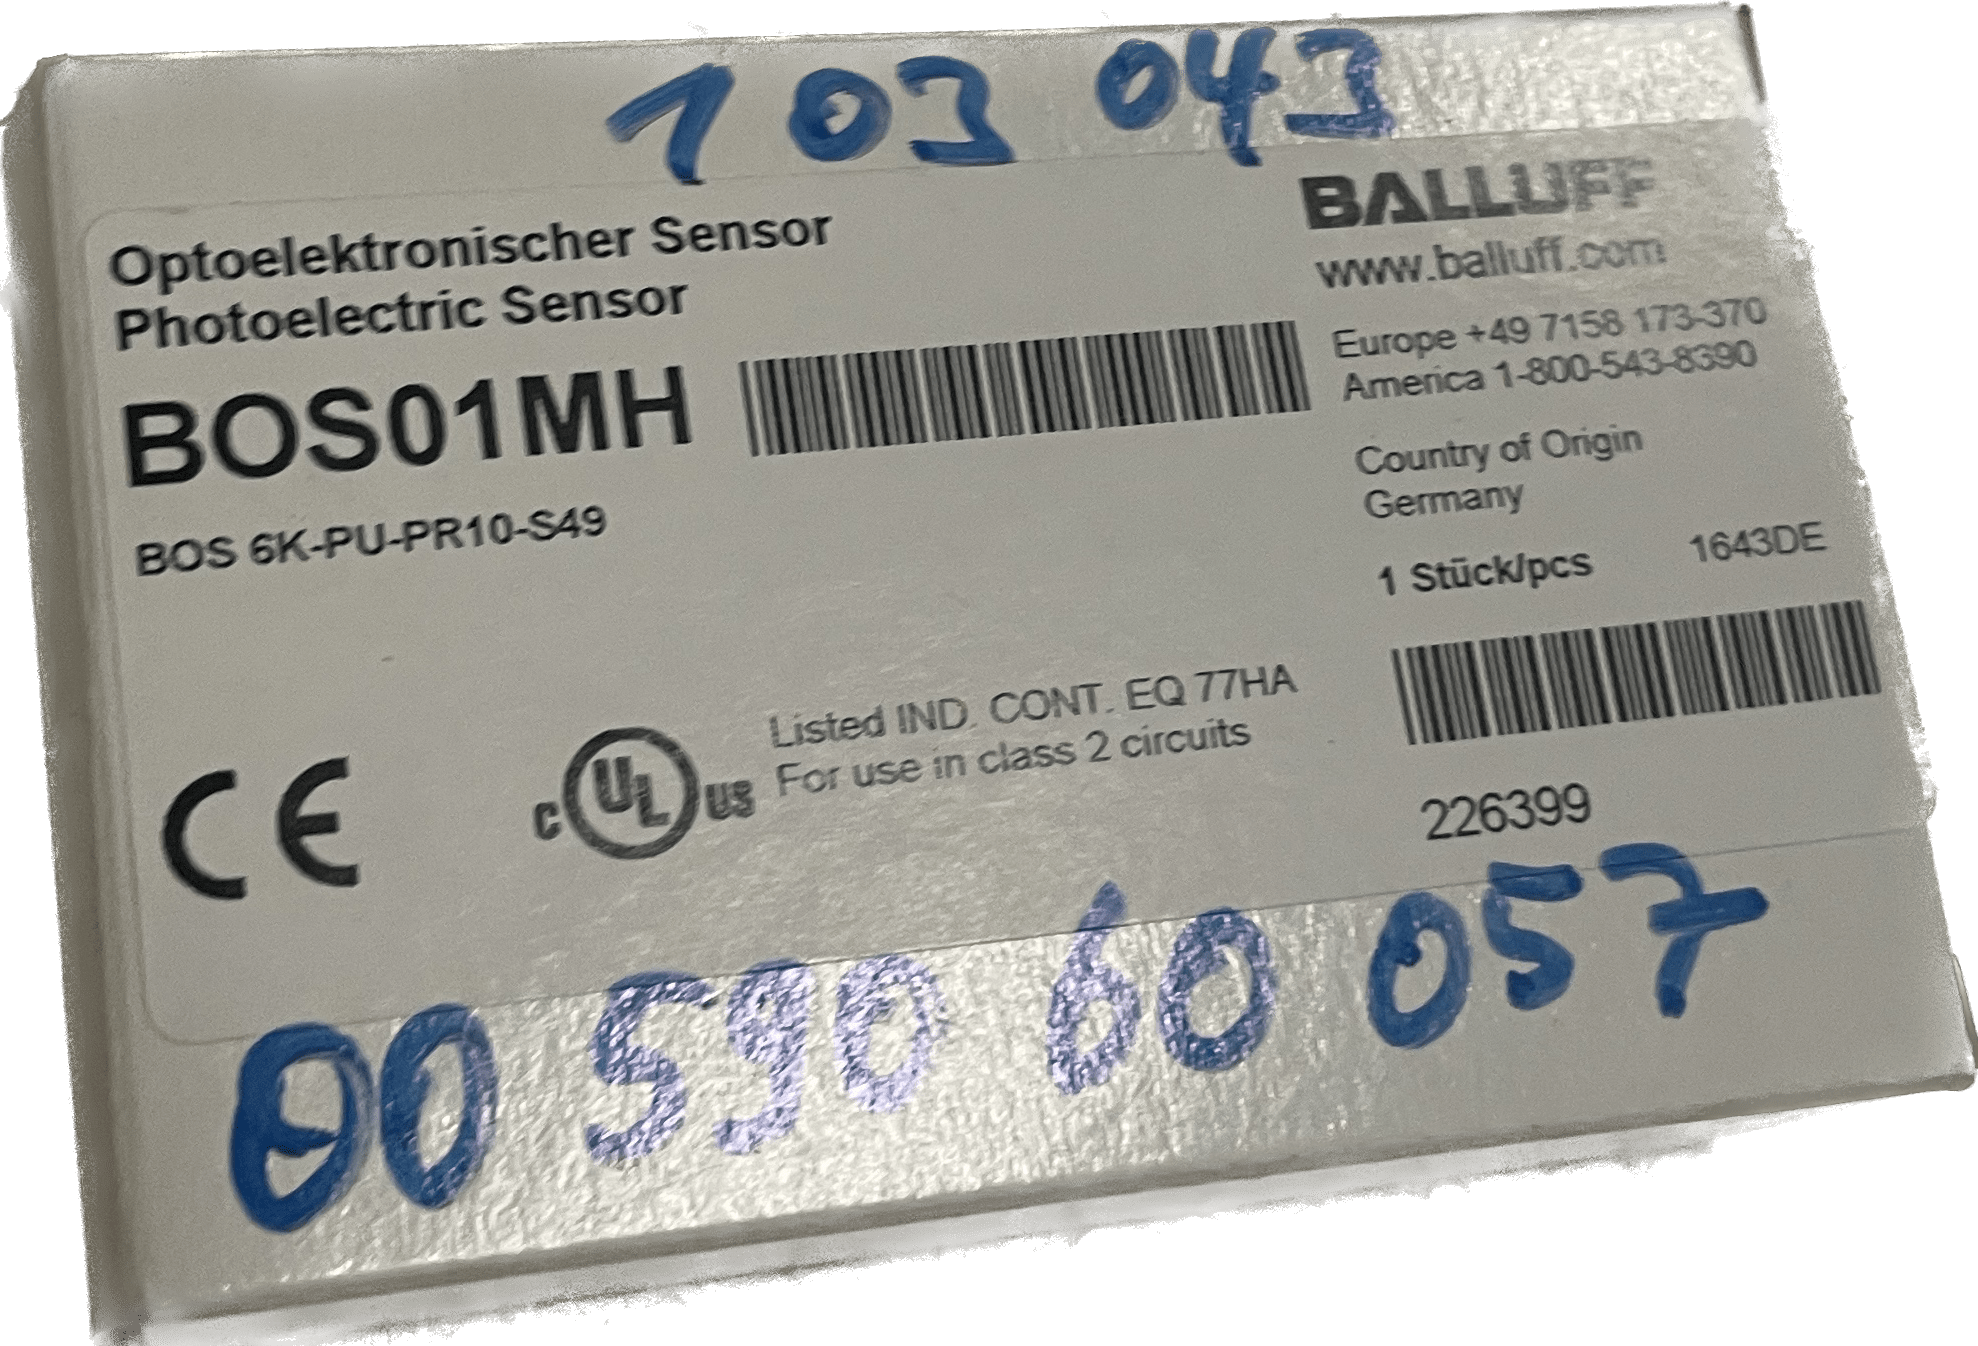 103 043
Optoelektronischer Sensor
Photoelectric Sensor
BOS01MH
BOS 6K-PU-PR10-S49
BALLUFF
www.balluff.com
Europe +49 7158 173-370
America 1-800-543-8390
Country of Origin
Germany
1 Stück/pcs 1643DE
CE
c UL us
Listed IND. CONT. EQ 77HA
For use in class 2 circuits
226399
00 590 60 057